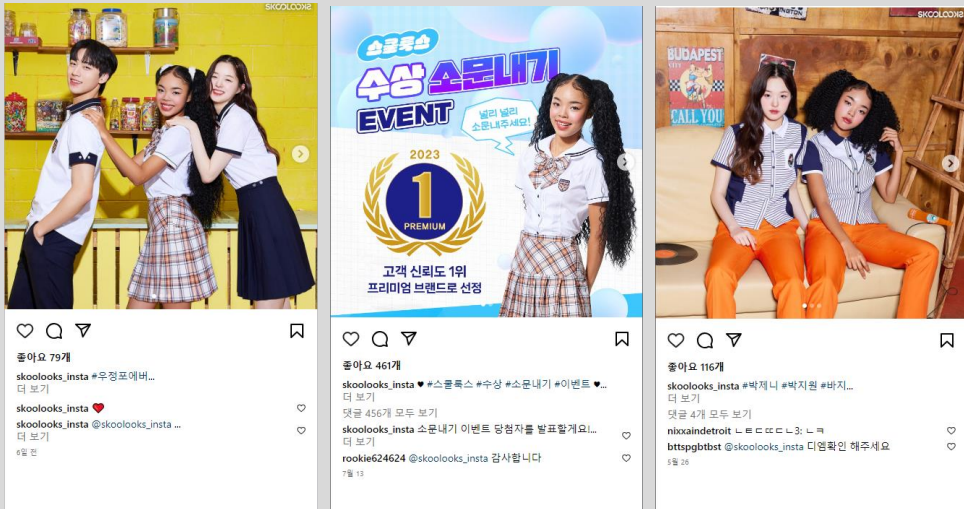 SKOOLOOKS
좋아요 79개
skoolooks_insta #우정포에버...
더 보기
skoolooks_insta ❤
skoolooks_insta @skoolooks_insta ...
더 보기
6일 전
스쿨룩스
수상 소문내기
EVENT
널리 널리
소문내주세요!
2023
1
PREMIUM
고객 신뢰도 1위
프리미엄 브랜드로 선정
좋아요 461개
skoolooks_insta ♥ #스쿨룩스 #수상 #소문내기 #이벤트 ♥...
더 보기
댓글 456개 모두 보기
skoolooks_insta 소문내기 이벤트 당첨자를 발표할게요!...
더 보기
rookie624624 @skoolooks_insta 감사합니다
7월 13
SKOOLOOKS
BUDAPEST
CALL YOU
좋아요 116개
skoolooks_insta #박제니 #박지원 #바지...
더 보기
댓글 4개 모두 보기
nixxaindetroit ㄴㅌㄷㄸㄷㄴ3; ㄴㅋ
bttspgbtbst @skoolooks_insta 디엠확인 해주세요
5월 26